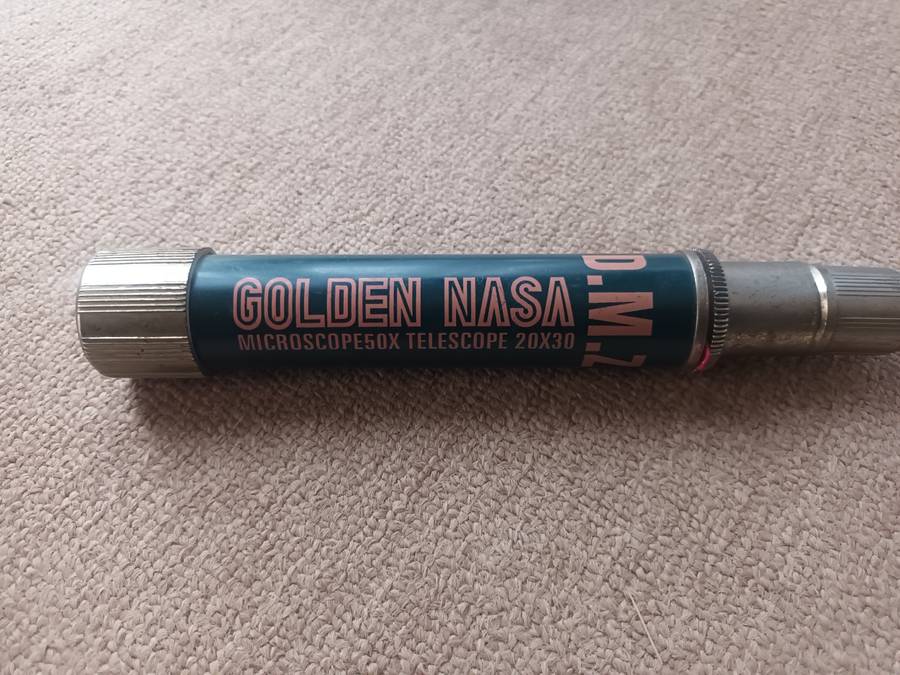 GOLDEN NASA
MICROSCOPE50X TELESCOPE 20X30
D.M.Z